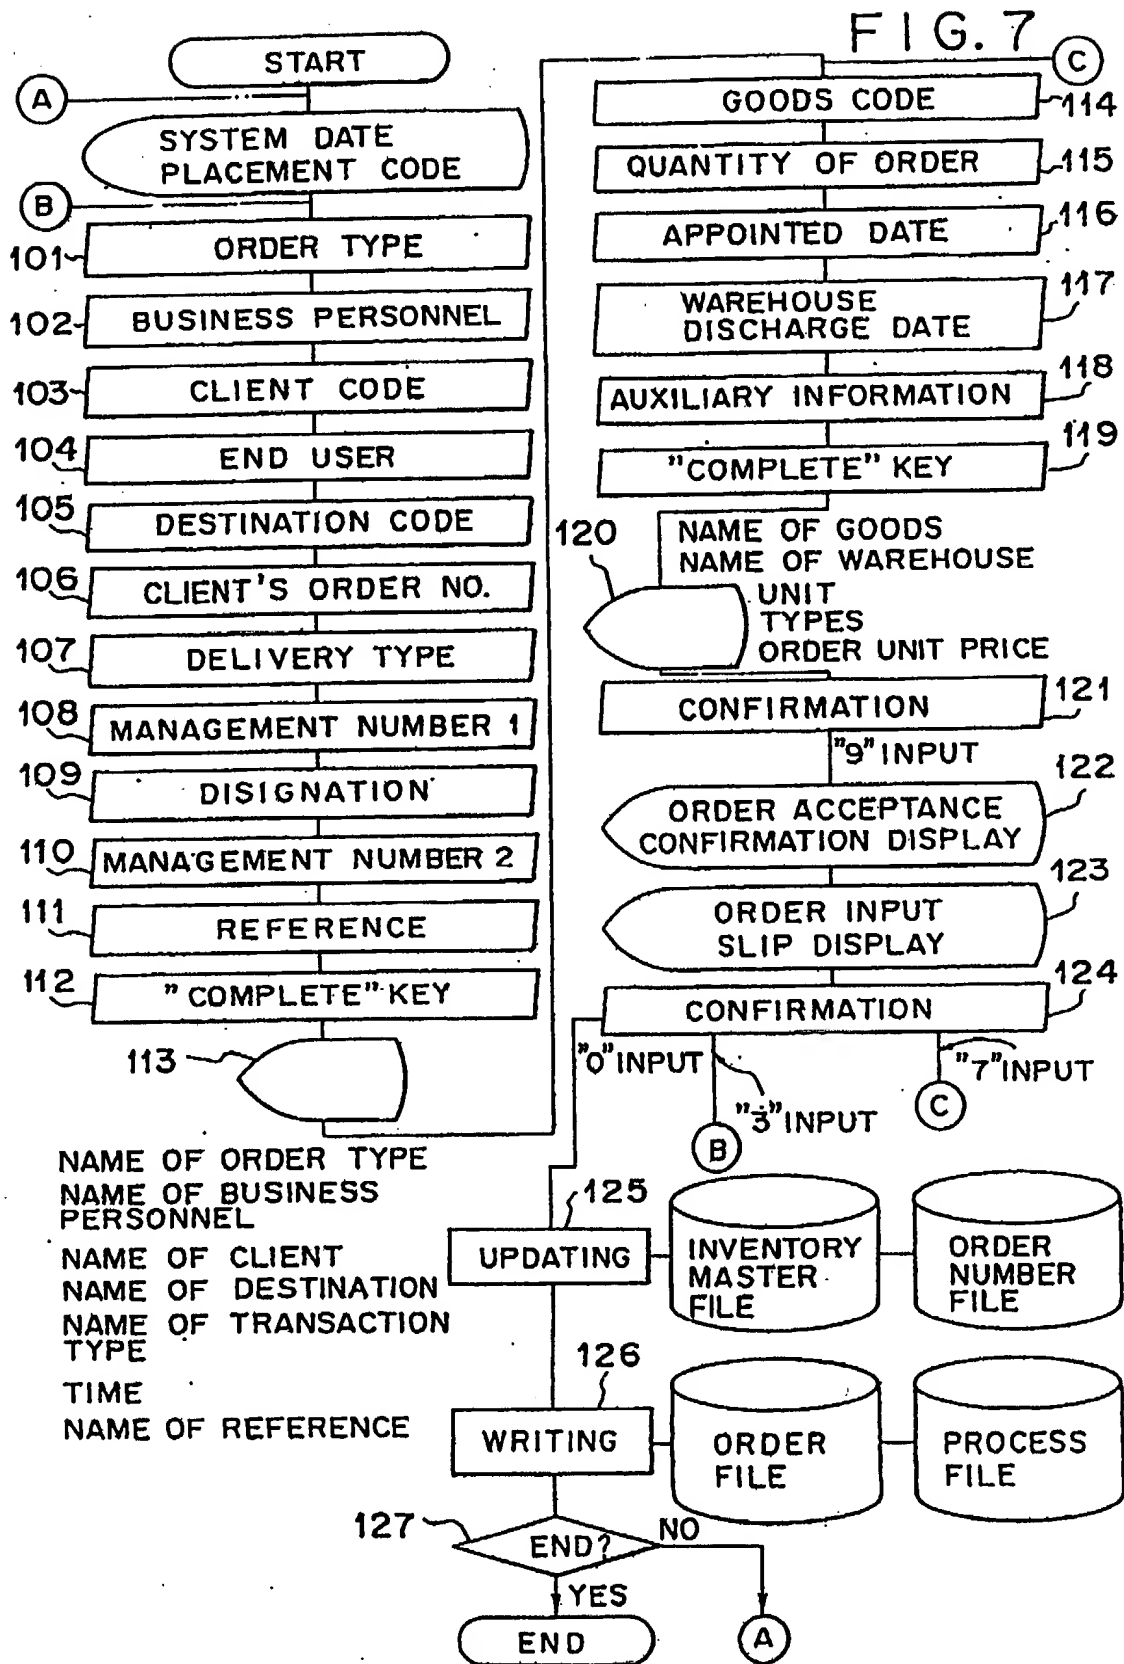 FIG. 7
START
A
SYSTEM DATE
PLACEMENT CODE
B
101 ORDER TYPE
102 BUSINESS PERSONNEL
103 CLIENT CODE
104 END USER
105 DESTINATION CODE
106 CLIENT'S ORDER NO.
107 DELIVERY TYPE
108 MANAGEMENT NUMBER 1
109 DISIGNATION
110 MANAGEMENT NUMBER 2
111 REFERENCE
112 "COMPLETE" KEY
113
NAME OF ORDER TYPE
NAME OF BUSINESS
PERSONNEL
NAME OF CLIENT
NAME OF DESTINATION
NAME OF TRANSACTION
TYPE
TIME
NAME OF REFERENCE
C
GOODS CODE 114
QUANTITY OF ORDER 115
APPOINTED DATE 116
WAREHOUSE
DISCHARGE DATE 117
AUXILIARY INFORMATION 118
"COMPLETE" KEY 119
120
NAME OF GOODS
NAME OF WAREHOUSE
UNIT
TYPES
ORDER UNIT PRICE
CONFIRMATION 121
"9" INPUT
ORDER ACCEPTANCE
CONFIRMATION DISPLAY 122
ORDER INPUT
SLIP DISPLAY 123
CONFIRMATION 124
"0" INPUT
"3" INPUT
"7" INPUT
B
C
125
UPDATING
INVENTORY
MASTER
FILE
ORDER
NUMBER
FILE
126
WRITING
ORDER
FILE
PROCESS
FILE
127
END?
NO
YES
END
A